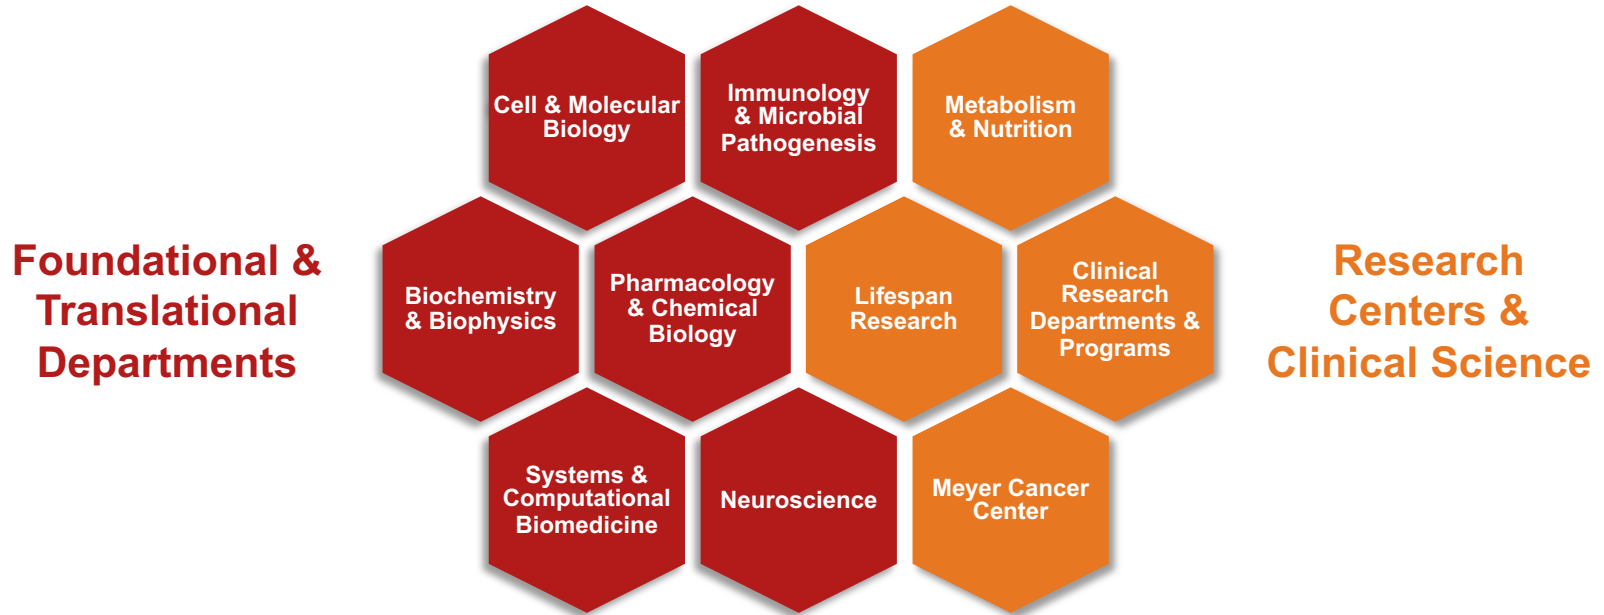 Cell & Molecular
Biology
Immunology
& Microbial
Pathogenesis
Metabolism
& Nutrition
Foundational &
Translational
Departments
Biochemistry
& Biophysics
Pharmacology
& Chemical
Biology
Lifespan
Research
Clinical
Research
Departments &
Programs
Research
Centers &
Clinical Science
Systems &
Computational
Biomedicine
Neuroscience
Meyer Cancer
Center